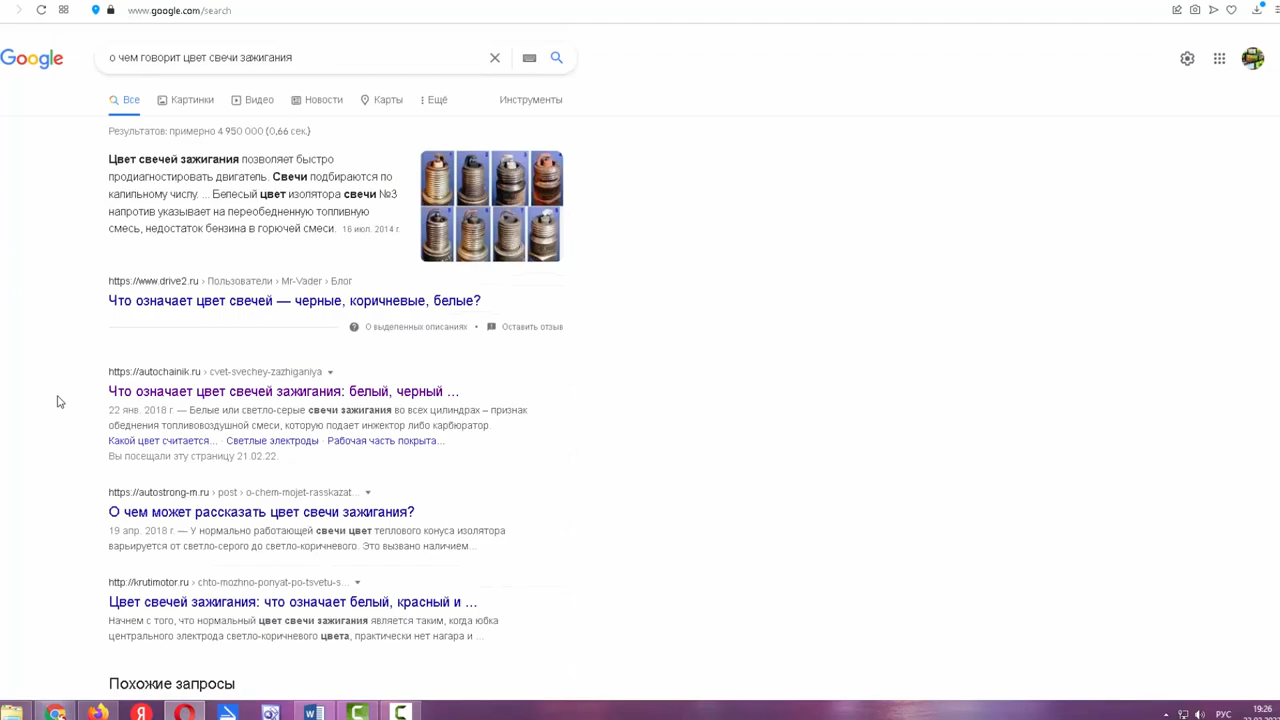 www.google.com/search
Google
о чем говорит цвет свечи зажигания
Все
Картинки
Видео
Новости
Карты
Ещё
Инструменты
Результатов: примерно 4 950 000 (0,66 сек.)
Цвет свечей зажигания позволяет быстро
продиагностировать двигатель. Свечи подбираются по
капильному числу. ... Белесый цвет изолятора свечи №3
напротив указывает на переобедненную топливную
смесь, недостаток бензина в горючей смеси. 16 июл. 2014 г.
https://www.drive2.ru › Пользователи › Mr-Vader › Блог
Что означает цвет свечей — черные, коричневые, белые?
О выделенных описаниях • Оставить отзыв
https://autochainik.ru › cvet-svechey-zazhiganiya
Что означает цвет свечей зажигания: белый, черный ...
22 янв. 2018 г. — Белые или светло-серые свечи зажигания во всех цилиндрах – признак
обеднения топливовоздушной смеси, которую подает инжектор либо карбюратор.
Какой цвет считается... · Светлые электроды · Рабочая часть покрыта...
Вы посещали эту страницу 21.02.22.
https://autostrong-m.ru › post › o-chem-mojet-rasskazat...
О чем может рассказать цвет свечи зажигания?
19 апр. 2018 г. — У нормально работающей свечи цвет теплового конуса изолятора
варьируется от светло-серого до светло-коричневого. Это вызвано наличием...
http://krutimotor.ru › chto-mozhno-ponyat-po-tsvetu-s...
Цвет свечей зажигания: что означает белый, красный и ...
Начнем с того, что нормальный цвет свечи зажигания является таким, когда юбка
центрального электрода светло-коричневого цвета, практически нет нагара и ...
Похожие запросы
РУС
19:26